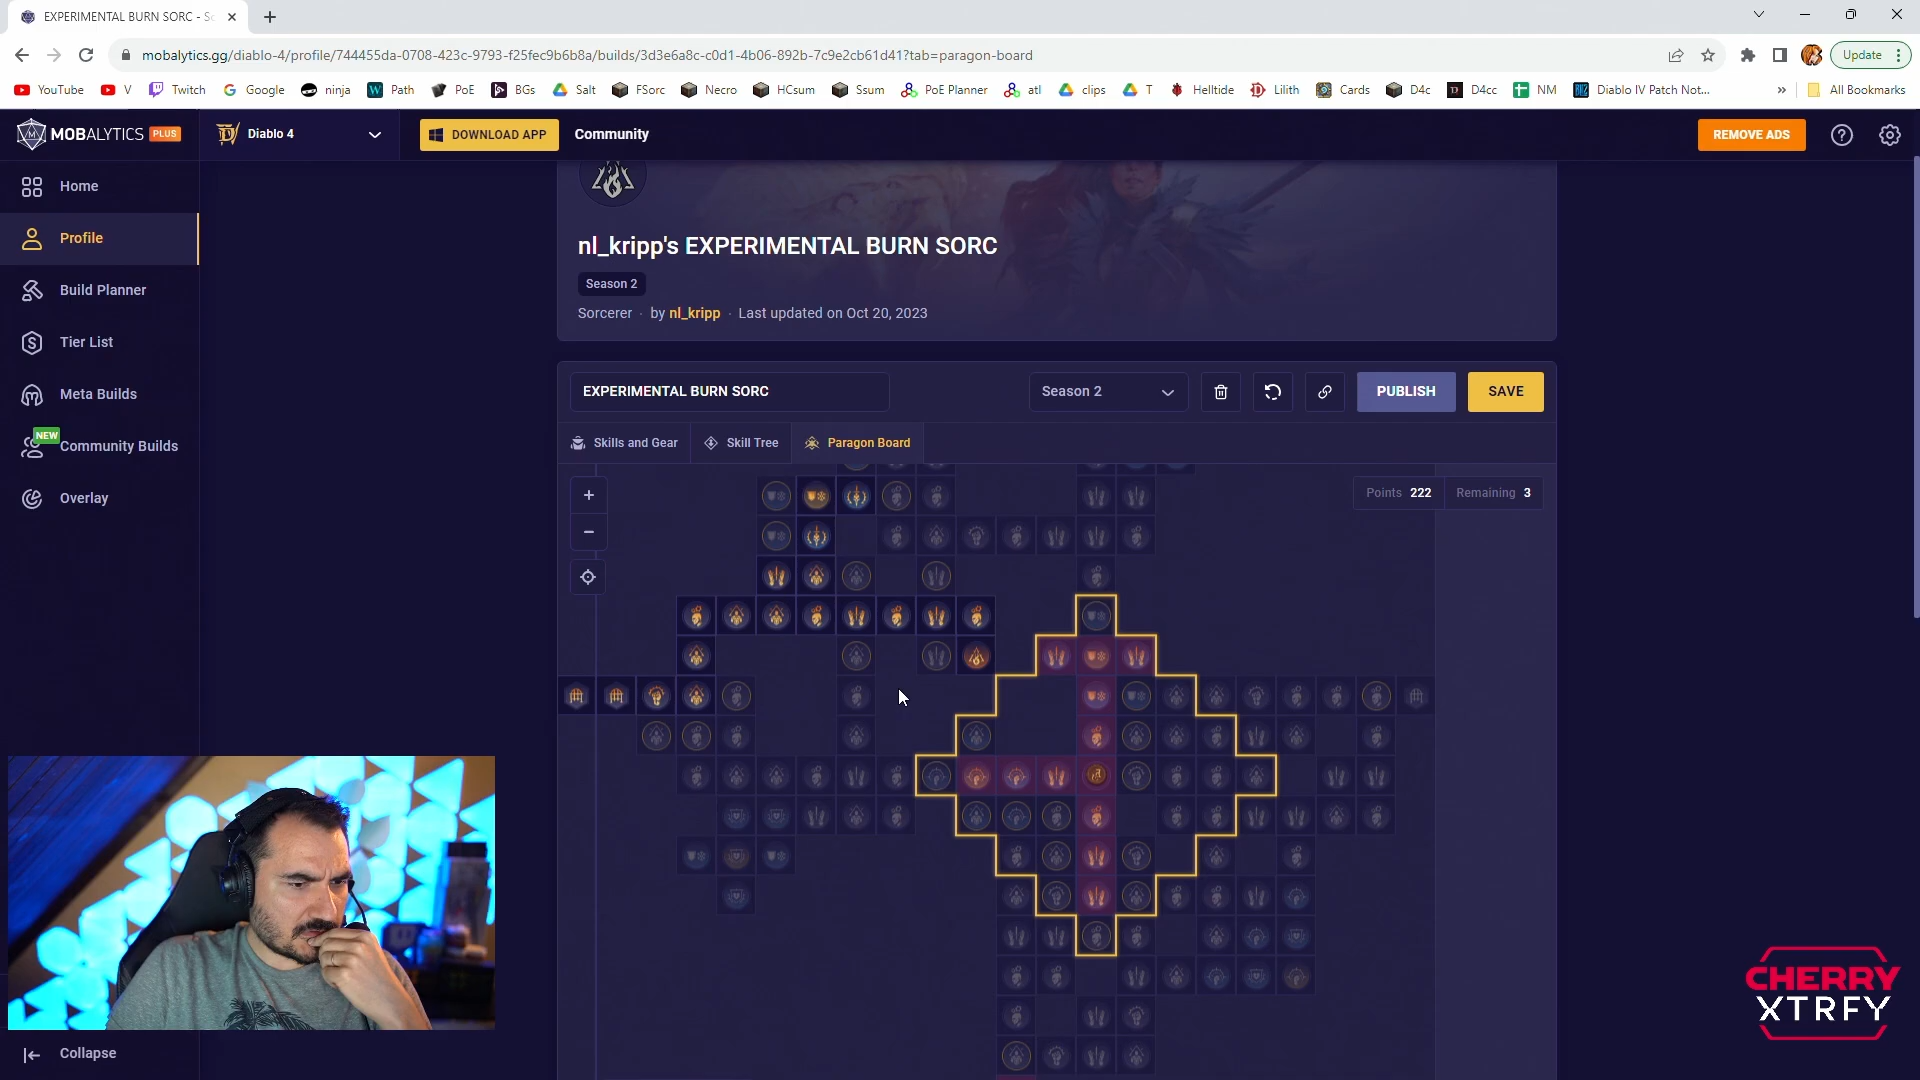 EXPERIMENTAL BURN SORC - Sc
mobalytics.gg/diablo-4/profile/744455da-0708-423c-9793-f25fec9b6b8a/builds/3d3e6a8c-c0d1-4b06-892b-7c9e2cb61d41?tab=paragon-board
Update
YouTube V Twitch Google ninja Path PoE BGs Salt FSorc Necro HCsum Ssum PoE Planner atl clips T Helltide Lilith Cards D4c D4cc NM Diablo IV Patch Not... » All Bookmarks
MOBALYTICS PLUS
Diablo 4
DOWNLOAD APP
Community
REMOVE ADS
Home
Profile
Build Planner
Tier List
Meta Builds
NEW
Community Builds
Overlay
Collapse
nl_kripp's EXPERIMENTAL BURN SORC
Season 2
Sorcerer · by nl_kripp · Last updated on Oct 20, 2023
EXPERIMENTAL BURN SORC
Season 2
PUBLISH
SAVE
Skills and Gear
Skill Tree
Paragon Board
Points 222
Remaining 3
CHERRY
XTRFY